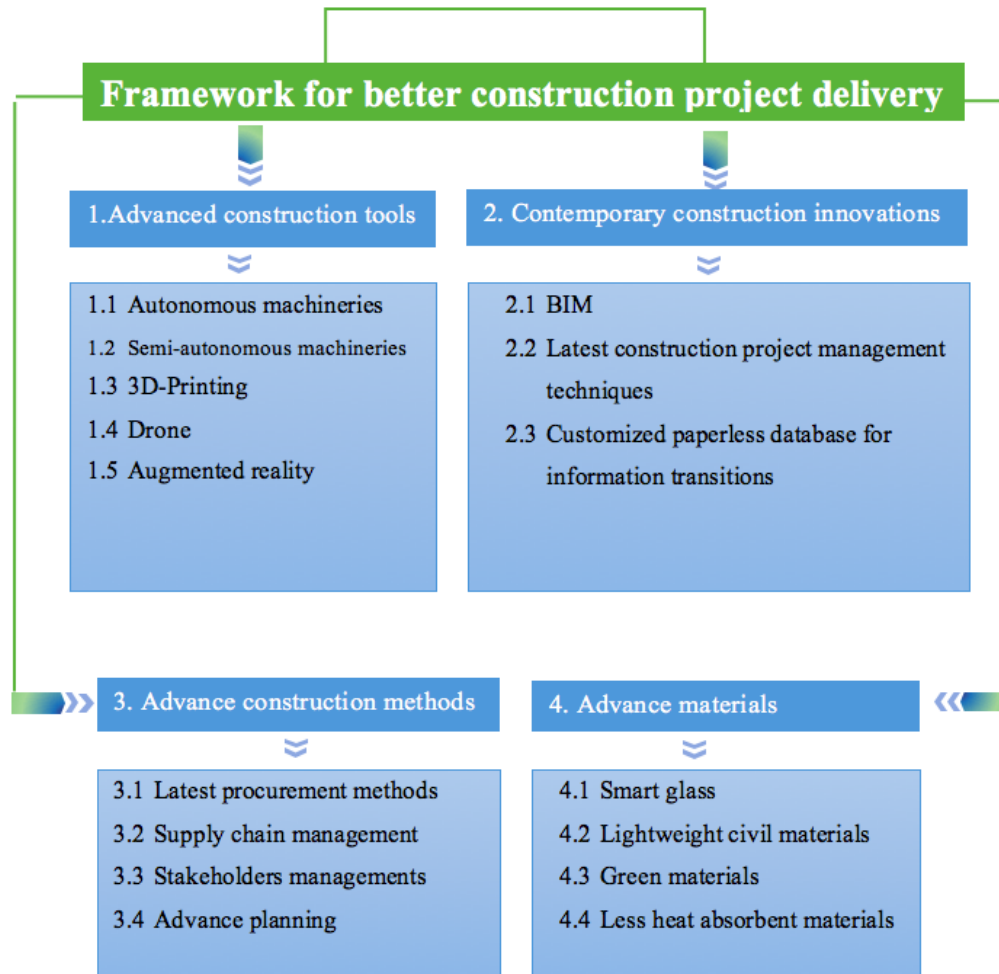 Framework for better construction project delivery
1.Advanced construction tools
1.1 Autonomous machineries
1.2 Semi-autonomous machineries
1.3 3D-Printing
1.4 Drone
1.5 Augmented reality
2. Contemporary construction innovations
2.1 BIM
2.2 Latest construction project management
techniques
2.3 Customized paperless database for
information transitions
3. Advance construction methods
3.1 Latest procurement methods
3.2 Supply chain management
3.3 Stakeholders managements
3.4 Advance planning
4. Advance materials
4.1 Smart glass
4.2 Lightweight civil materials
4.3 Green materials
4.4 Less heat absorbent materials